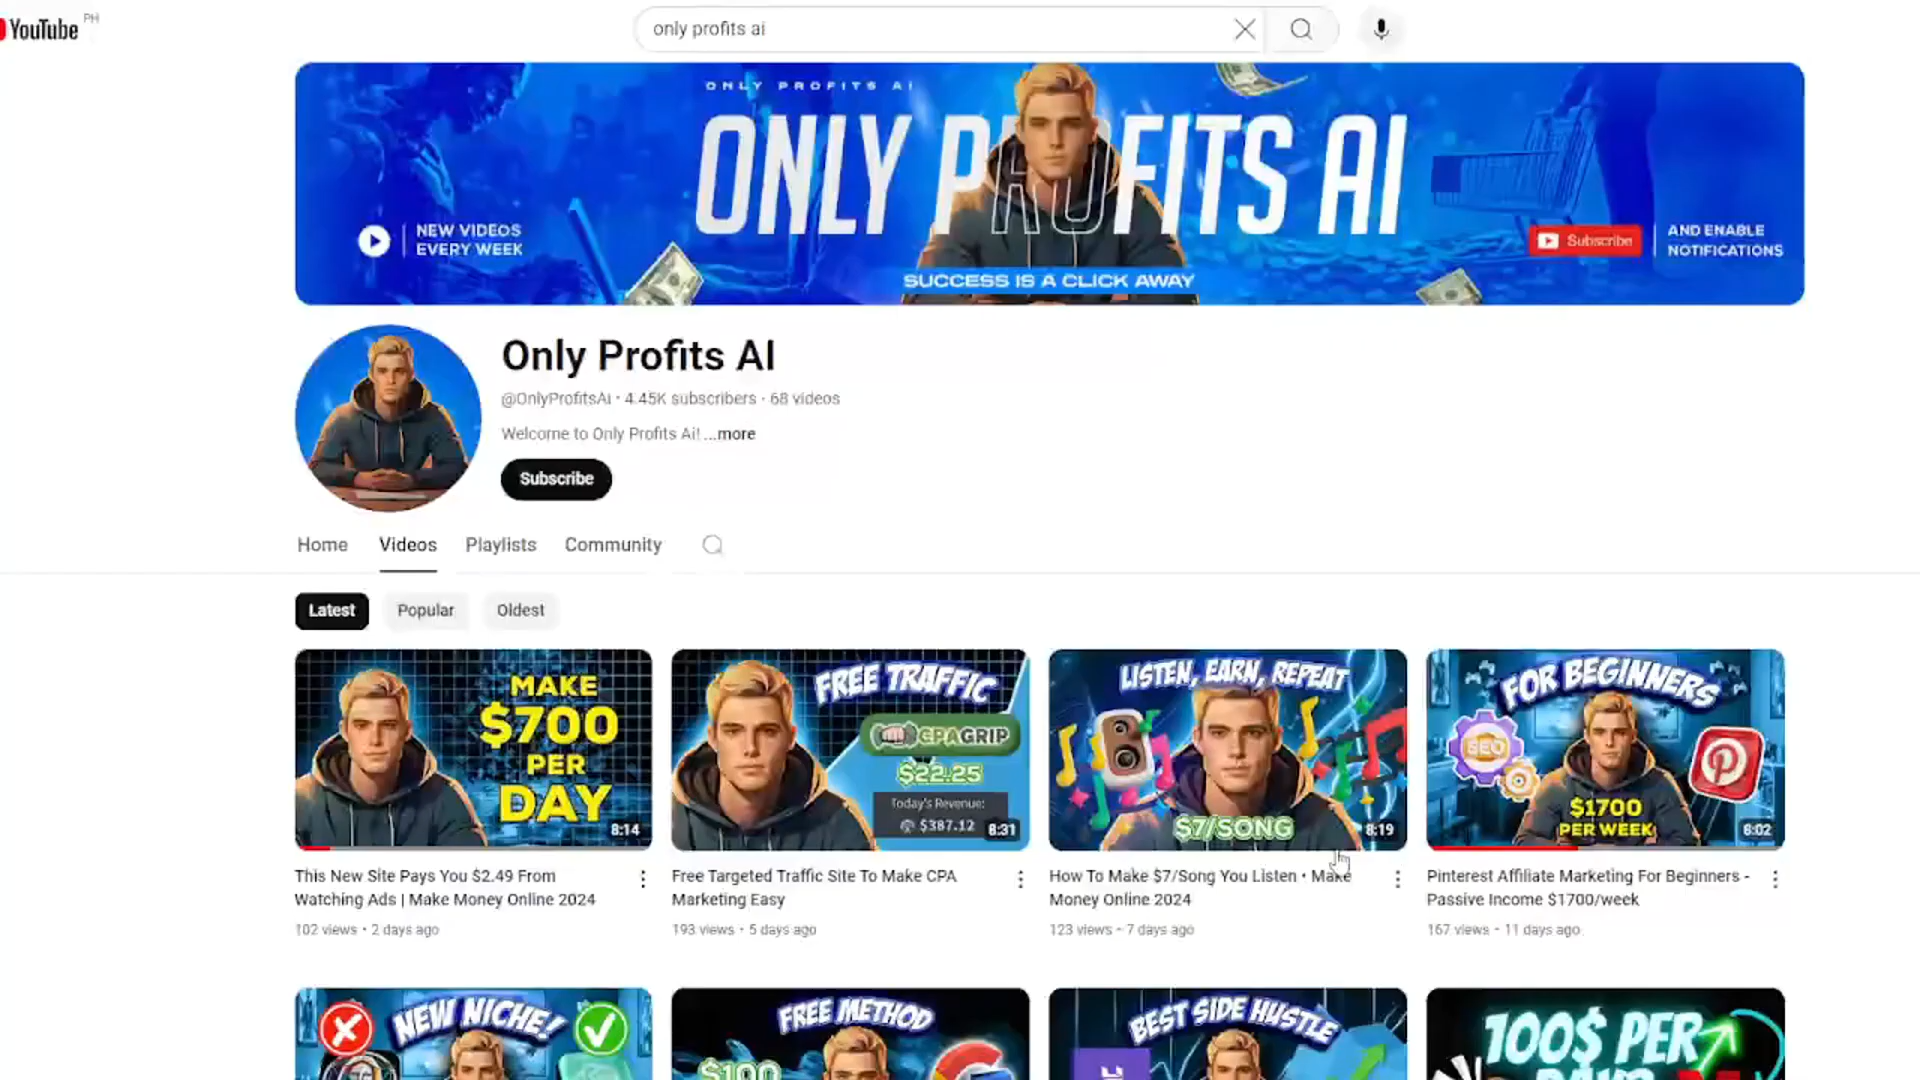 YouTube PH
only profits ai
ONLY PROFITS AI
ONLY PROFITS AI
NEW VIDEOS
EVERY WEEK
Subscribe
AND ENABLE
NOTIFICATIONS
SUCCESS IS A CLICK AWAY
Only Profits AI
@OnlyProfitsAi • 4.45K subscribers • 68 videos
Welcome to Only Profits Ai! ...more
Subscribe
Home Videos Playlists Community
Latest Popular Oldest
MAKE
$700
PER
DAY
8:14
FREE TRAFFIC
CPAGRIP
$22.25
Today's Revenue:
$387.12
8:31
LISTEN, EARN, REPEAT
$7/SONG
8:19
FOR BEGINNERS
SEO
$1700
PER WEEK
8:02
This New Site Pays You $2.49 From
Watching Ads | Make Money Online 2024
102 views • 2 days ago
Free Targeted Traffic Site To Make CPA
Marketing Easy
193 views • 5 days ago
How To Make $7/Song You Listen • Make
Money Online 2024
123 views • 7 days ago
Pinterest Affiliate Marketing For Beginners -
Passive Income $1700/week
167 views • 11 days ago
NEW NICHE!
FREE METHOD
$100
BEST SIDE HUSTLE
100$ PER